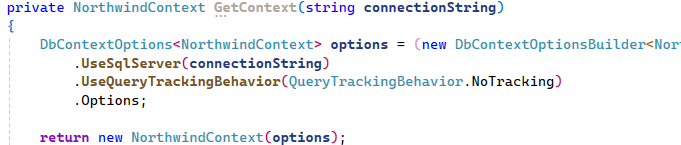 private NorthwindContext GetContext(string connectionString)
{
    DbContextOptions<NorthwindContext> options = (new DbContextOptionsBuilder<Nor
        .UseSqlServer(connectionString)
        .UseQueryTrackingBehavior(QueryTrackingBehavior.NoTracking)
        .Options;

    return new NorthwindContext(options);